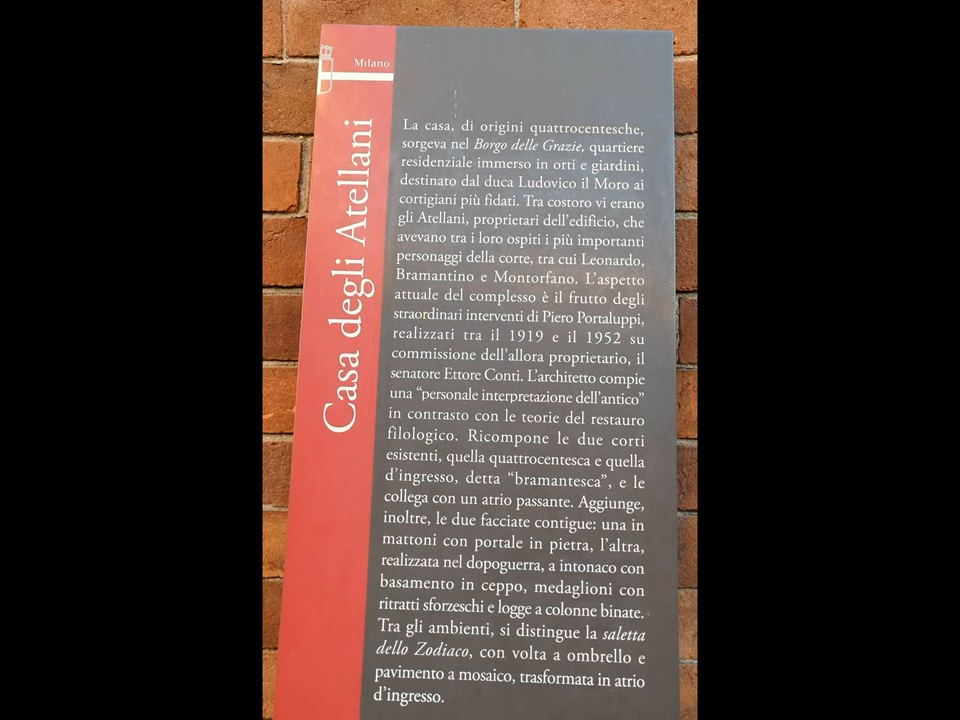 Milano
Casa degli Atellani
La casa, di origini quattrocentesche,
sorgeva nel Borgo delle Grazie, quartiere
residenziale immerso in orti e giardini,
destinato dal duca Ludovico il Moro ai
cortigiani più fidati. Tra costoro vi erano
gli Atellani, proprietari dell'edificio, che
avevano tra i loro ospiti i più importanti
personaggi della corte, tra cui Leonardo,
Bramantino e Montorfano. L'aspetto
attuale del complesso è il frutto degli
straordinari interventi di Piero Portaluppi,
realizzati tra il 1919 e il 1952 su
commissione dell'allora proprietario, il
senatore Ettore Conti. L'architetto compie
una "personale interpretazione dell'antico"
in contrasto con le teorie del restauro
filologico. Ricompone le due corti
esistenti, quella quattrocentesca e quella
d'ingresso, detta "bramantesca", e le
collega con un atrio passante. Aggiunge,
inoltre, le due facciate contigue: una in
mattoni con portale in pietra, l'altra,
realizzata nel dopoguerra, a intonaco con
basamento in ceppo, medaglioni con
ritratti sforzeschi e logge a colonne binate.
Tra gli ambienti, si distingue la saletta
dello Zodiaco, con volta a ombrello e
pavimento a mosaico, trasformata in atrio
d'ingresso.